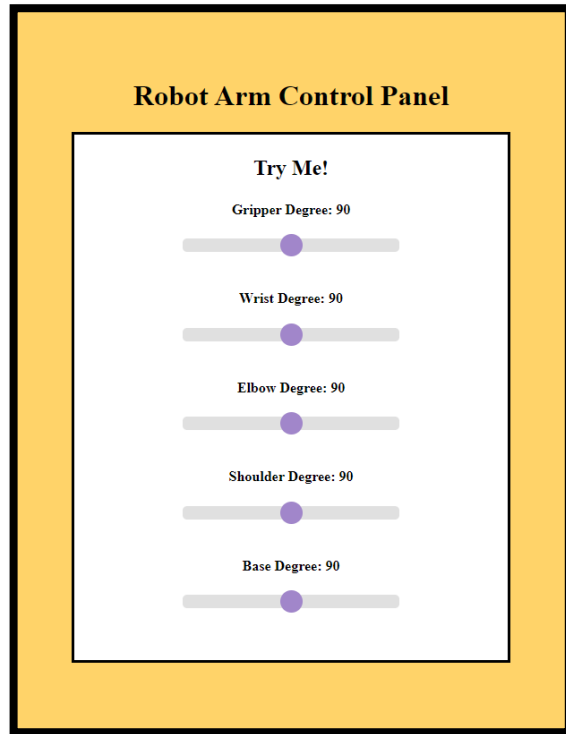 Robot Arm Control Panel
Try Me!
Gripper Degree: 90
Wrist Degree: 90
Elbow Degree: 90
Shoulder Degree: 90
Base Degree: 90